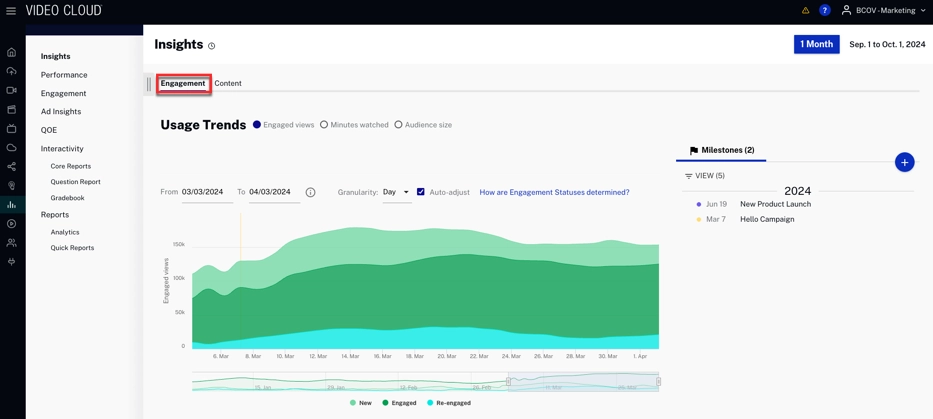 VIDEO CLOUD
?
BCOV - Marketing
Insights
Performance
Engagement
Ad Insights
QOE
Interactivity
Core Reports
Question Report
Gradebook
Reports
Analytics
Quick Reports
Insights
1 Month
Sep. 1 to Oct. 1, 2024
Engagement Content
Usage Trends Engaged views Minutes watched Audience size
From 03/03/2024 To 04/03/2024 Granularity: Day Auto-adjust How are Engagement Statuses determined?
Engaged views
150k
100k
50k
0
6. Mar 8. Mar 10. Mar 12. Mar 14. Mar 16. Mar 18. Mar 20. Mar 22. Mar 24. Mar 26. Mar 28. Mar 30. Mar 1. Apr
15. Jan 29. Jan 12. Feb 26. Feb 11. Mar 25. Mar
New Engaged Re-engaged
Milestones (2)
+
VIEW (5)
2024
Jun 19 New Product Launch
Mar 7 Hello Campaign